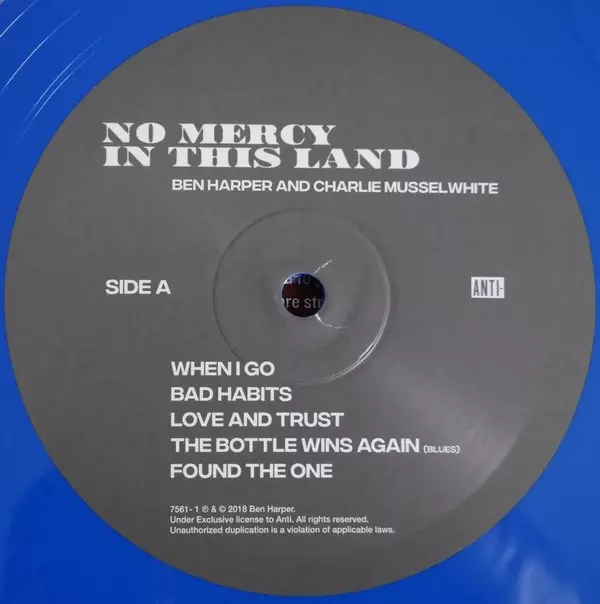 NO MERCY
IN THIS LAND
BEN HARPER AND CHARLIE MUSSELWHITE
SIDE A
ANTI-
re str
WHEN I GO
BAD HABITS
LOVE AND TRUST
THE BOTTLE WINS AGAIN (BLUES)
FOUND THE ONE
7561-1 ℗ & © 2018 Ben Harper.
Under Exclusive license to Anti. All rights reserved.
Unauthorized duplication is a violation of applicable laws.